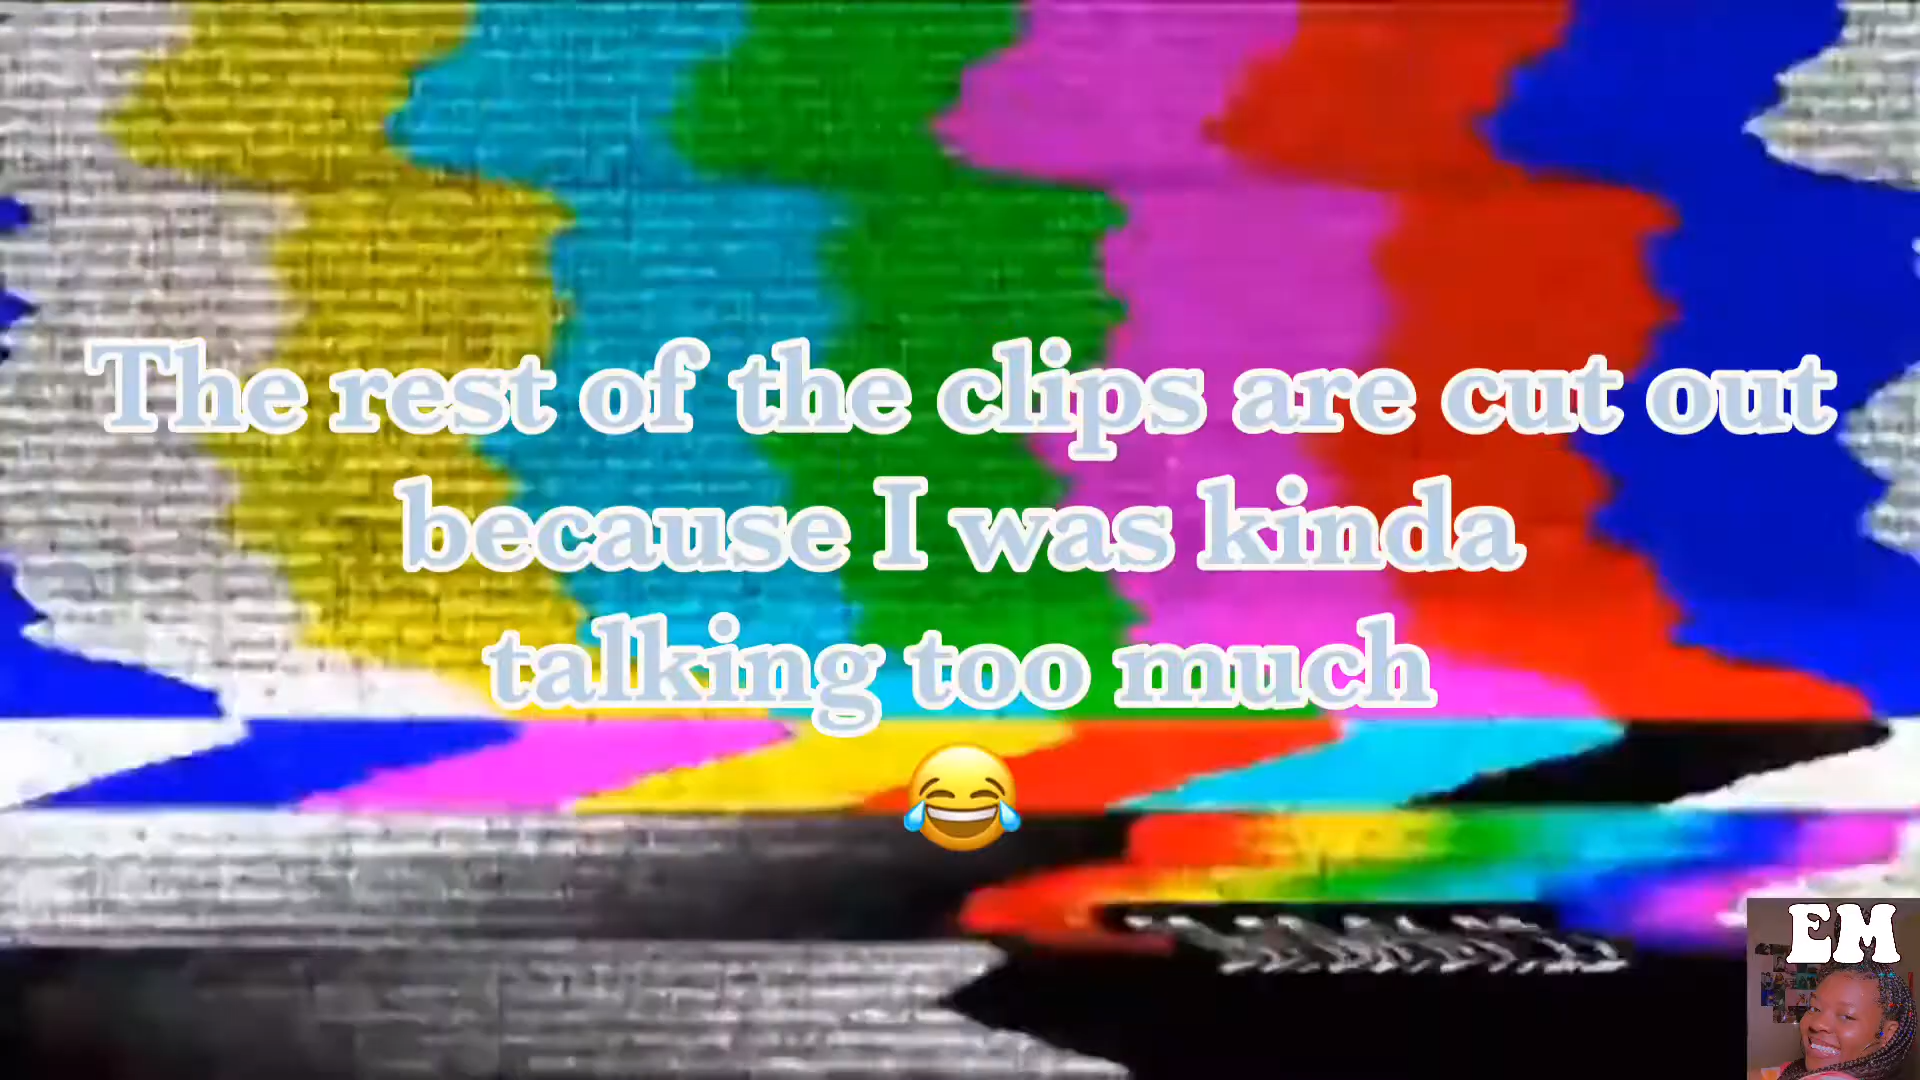 The rest of the clips are cut out
because I was kinda
talking too much
😂
EM